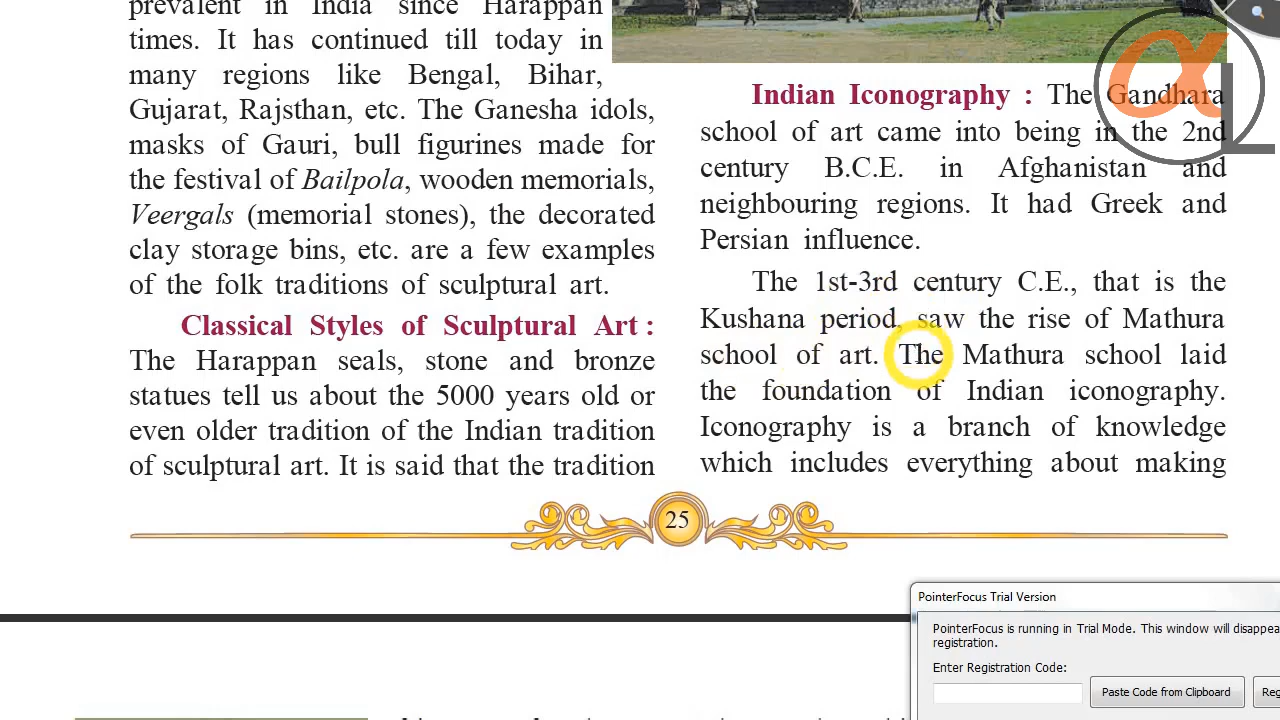 prevalent in India since Harappan
times. It has continued till today in
many regions like Bengal, Bihar,
Gujarat, Rajsthan, etc. The Ganesha idols,
masks of Gauri, bull figurines made for
the festival of Bailpola, wooden memorials,
Veergals (memorial stones), the decorated
clay storage bins, etc. are a few examples
of the folk traditions of sculptural art.
Classical Styles of Sculptural Art :
The Harappan seals, stone and bronze
statues tell us about the 5000 years old or
even older tradition of the Indian tradition
of sculptural art. It is said that the tradition
Indian Iconography : The Gandhara
school of art came into being in the 2nd
century B.C.E. in Afghanistan and
neighbouring regions. It had Greek and
Persian influence.
The 1st-3rd century C.E., that is the
Kushana period, saw the rise of Mathura
school of art. The Mathura school laid
the foundation of Indian iconography.
Iconography is a branch of knowledge
which includes everything about making
25
PointerFocus Trial Version
PointerFocus is running in Trial Mode. This window will disappea
registration.
Enter Registration Code:
Paste Code from Clipboard
Reg
αL